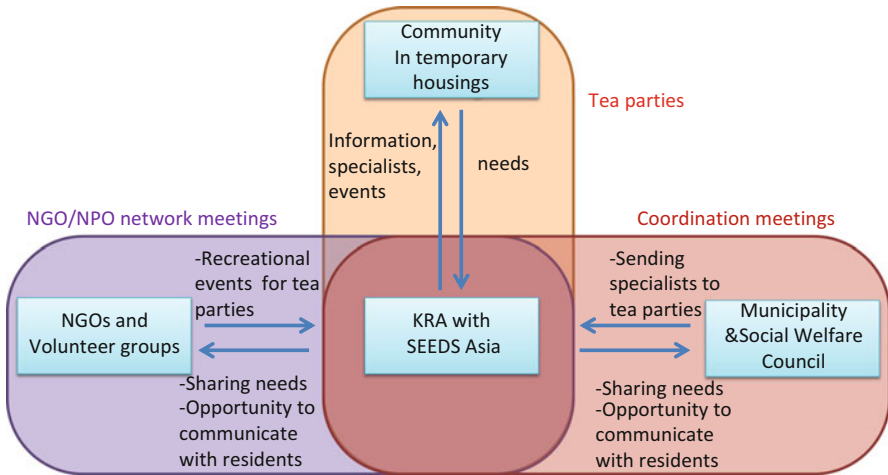 Community
In temporary
housings
Tea parties
Information,
specialists,
events
needs
NGO/NPO network meetings
Coordination meetings
-Recreational
events for tea
parties
-Sending
specialists to
tea parties
NGOs and
Volunteer groups
KRA with
SEEDS Asia
Municipality
&Social Welfare
Council
-Sharing needs
-Opportunity to
communicate
with residents
-Sharing needs
-Opportunity to
communicate
with residents